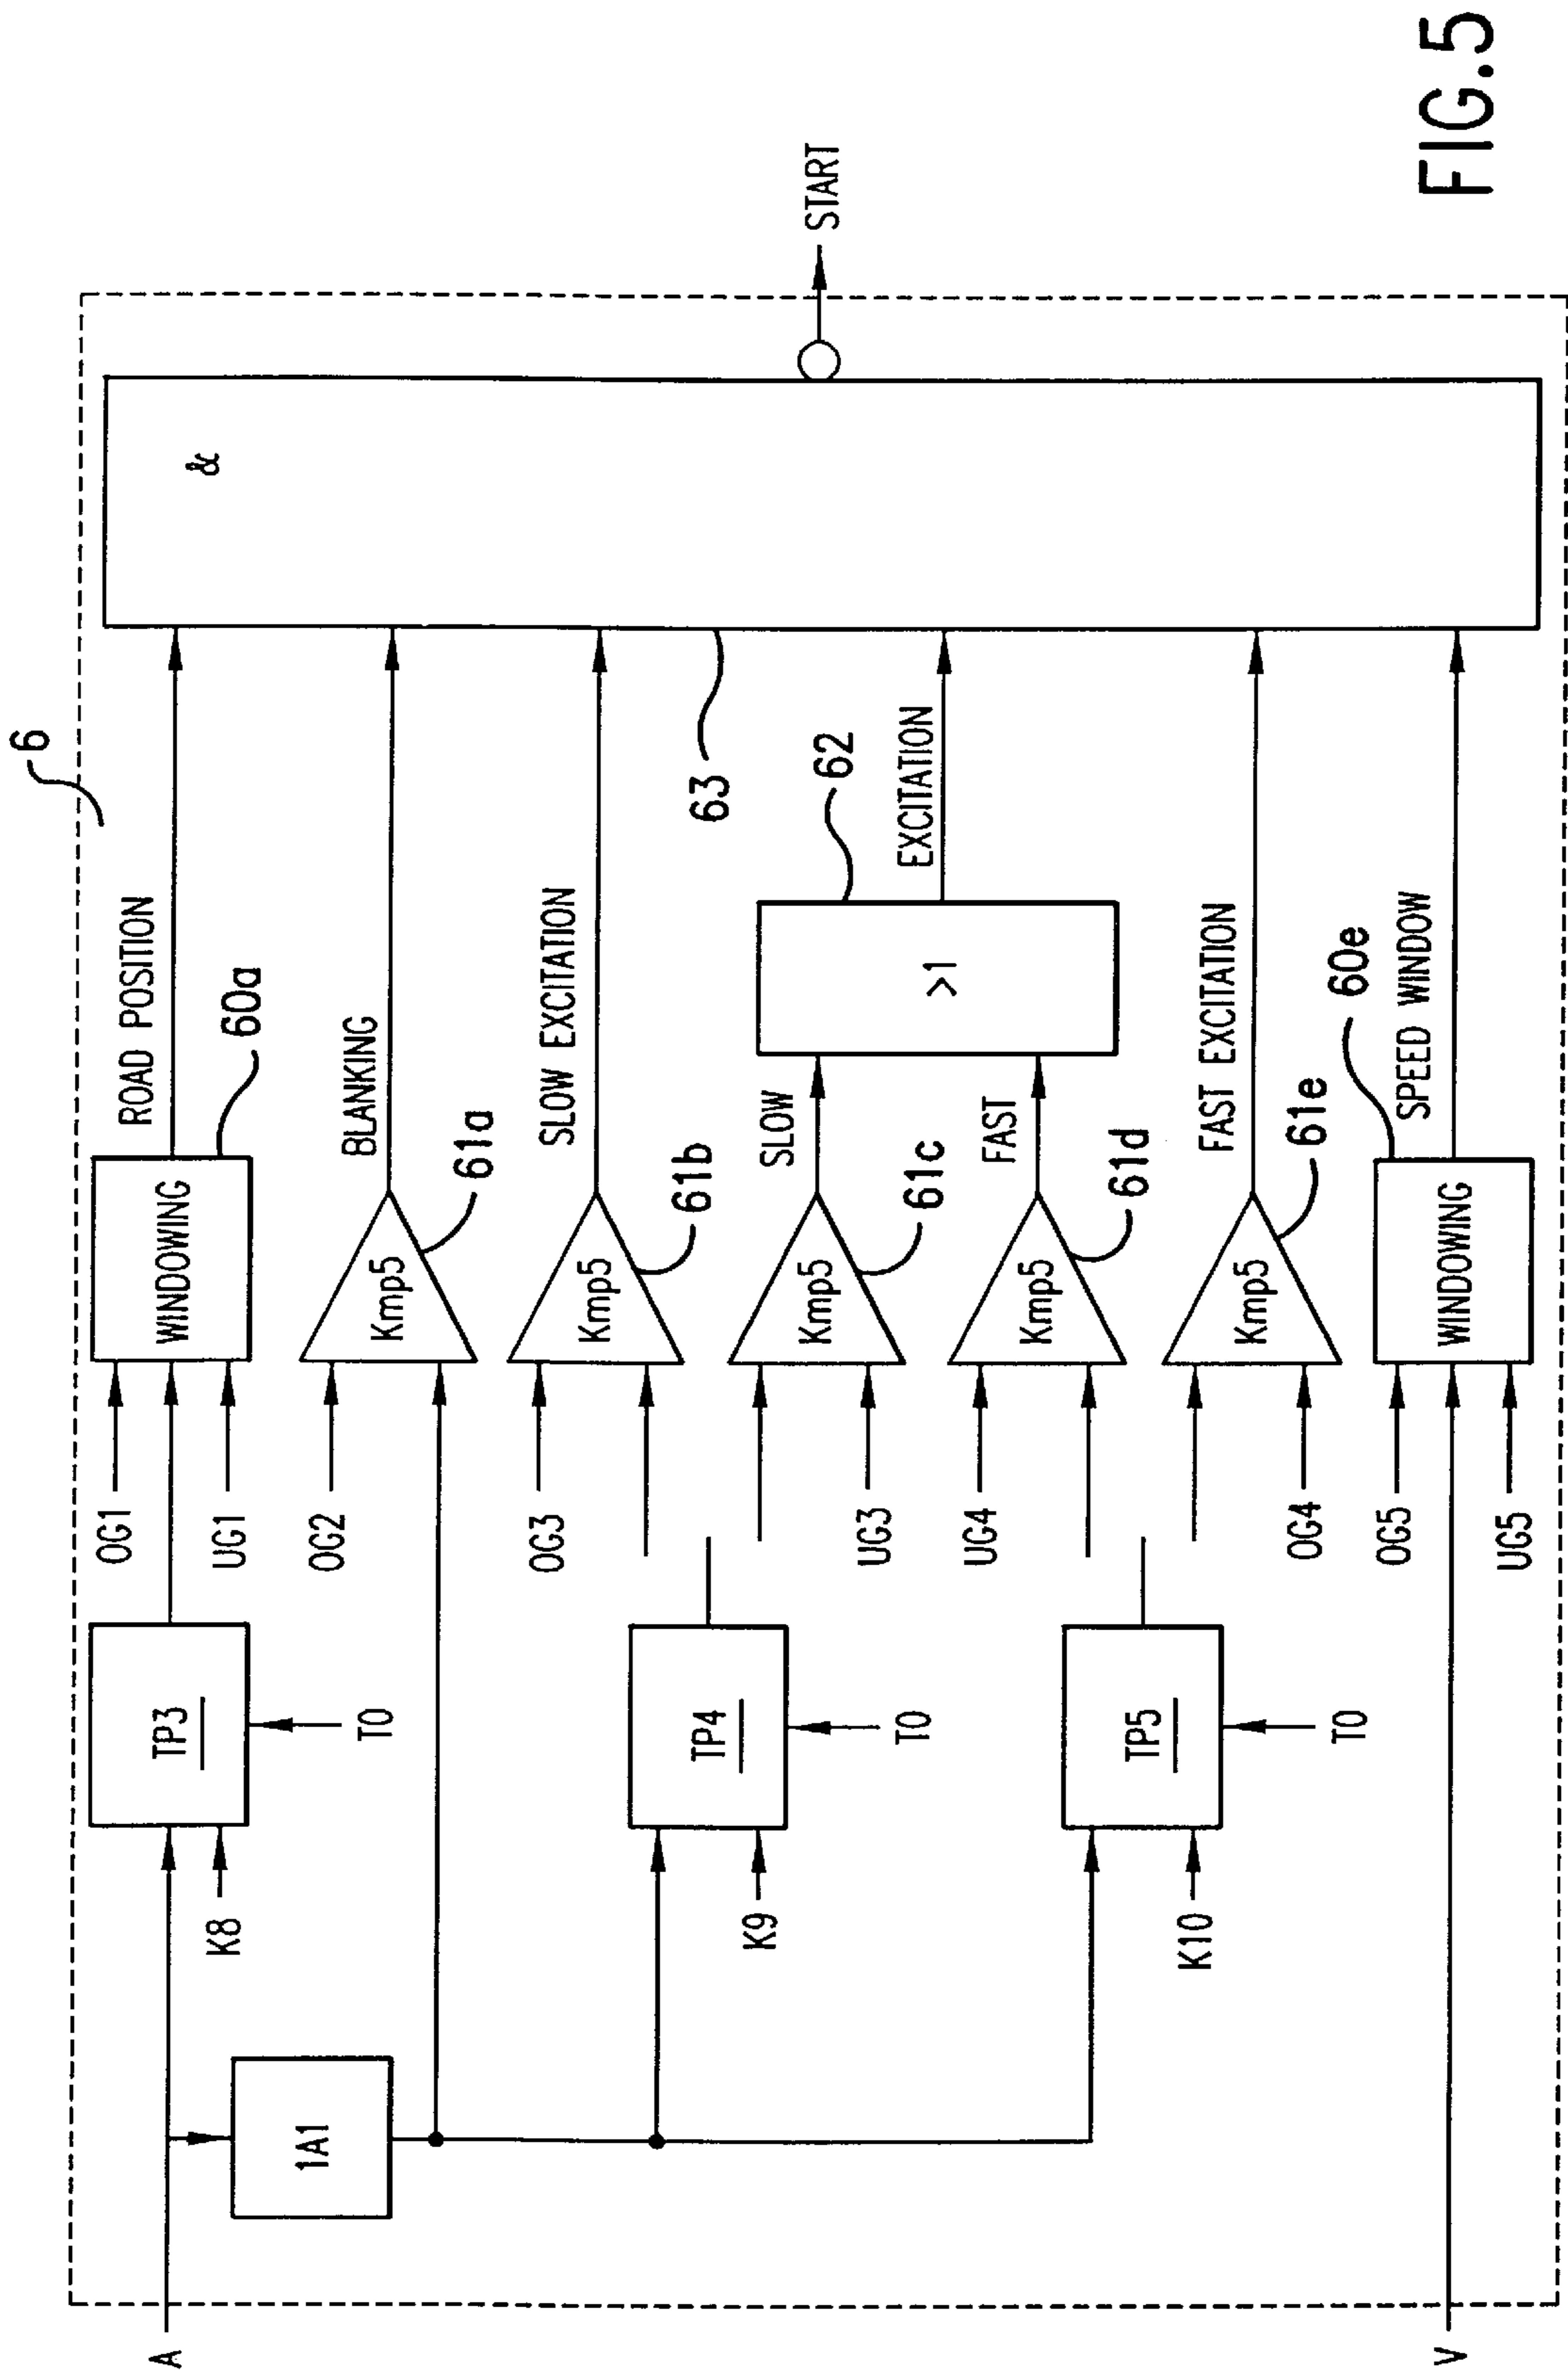 FIG.5
6
A
1A1
K8
TP3
T0
OG1
UG1
WINDOWING
60a
ROAD POSITION
OG2
Kmp5
61a
BLANKING
OG3
Kmp5
61b
SLOW EXCITATION
K9
TP4
T0
UG3
Kmp5
61c
SLOW
UG4
Kmp5
61d
FAST
>1
62
EXCITATION
K10
TP5
T0
OG4
Kmp5
61e
FAST EXCITATION
V
OG5
UG5
WINDOWING
60e
SPEED WINDOW
63
&
START